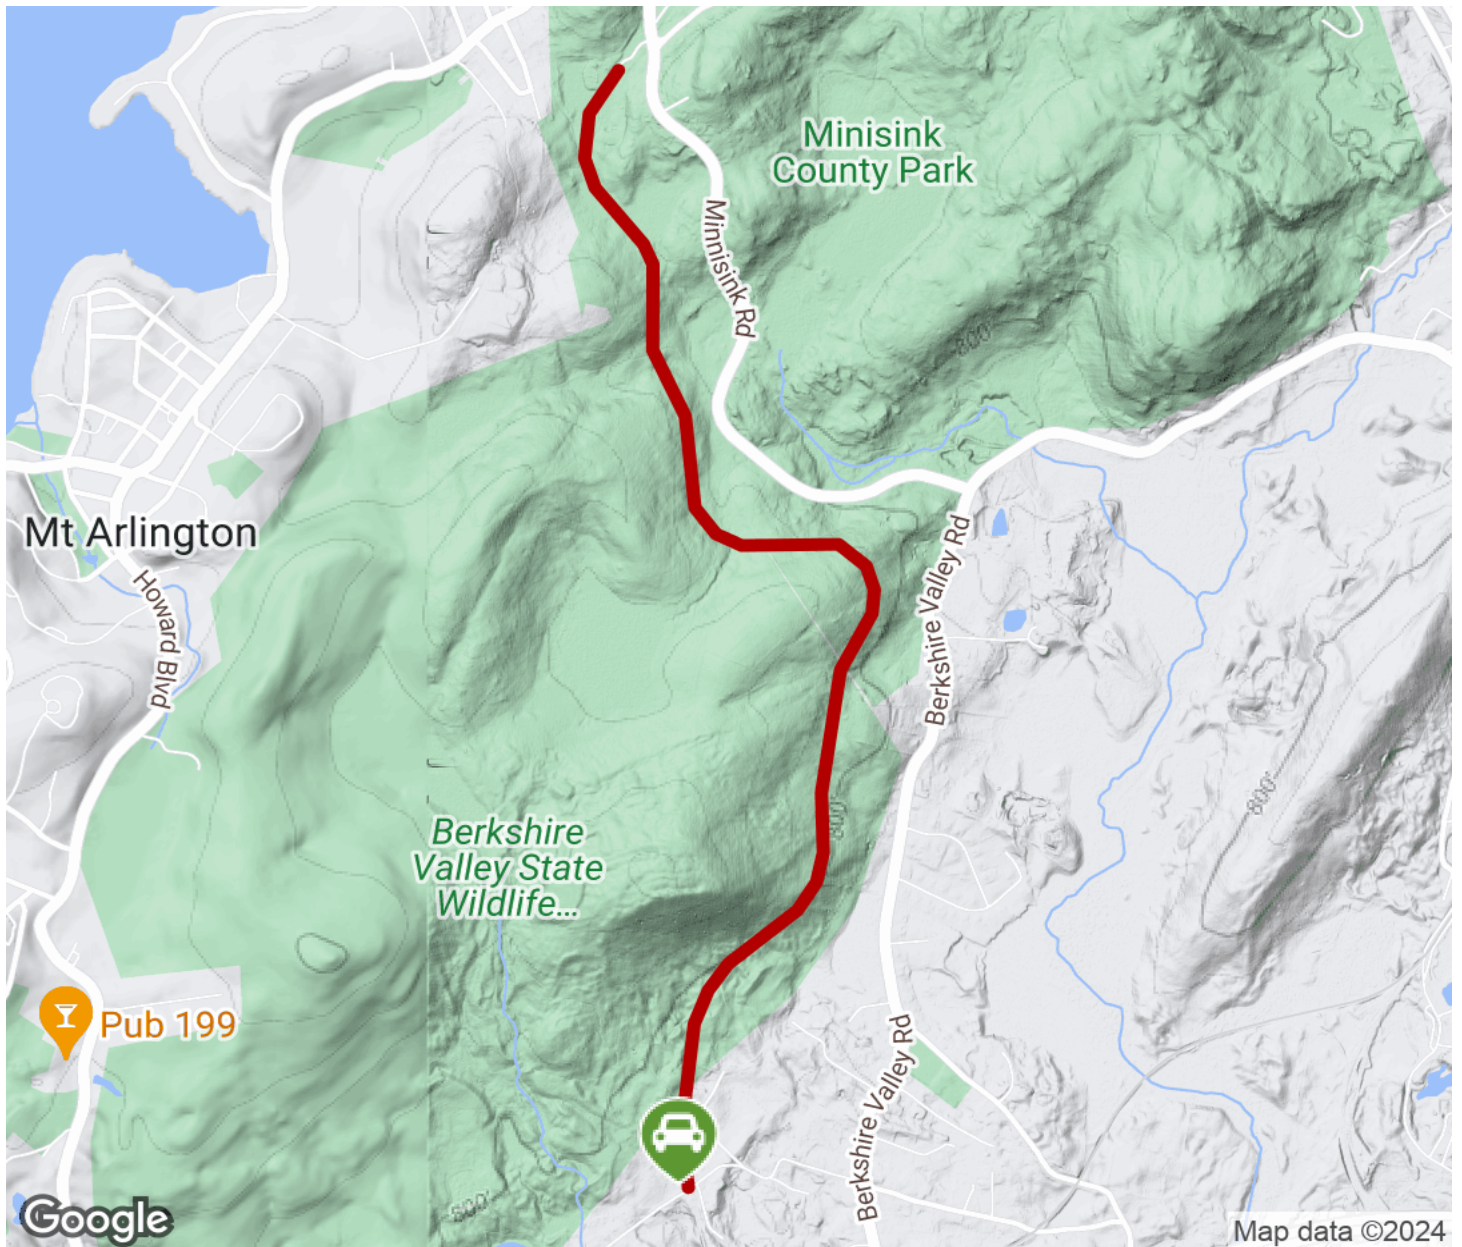 Minisink
County Park
Minnisink Rd
800'
Mt Arlington
Berkshire Valley Rd
Howard Blvd
800'
800'
Berkshire
Valley State
Wildlife...
Pub 199
Berkshire Valley Rd
800'
Google
Map data ©2024